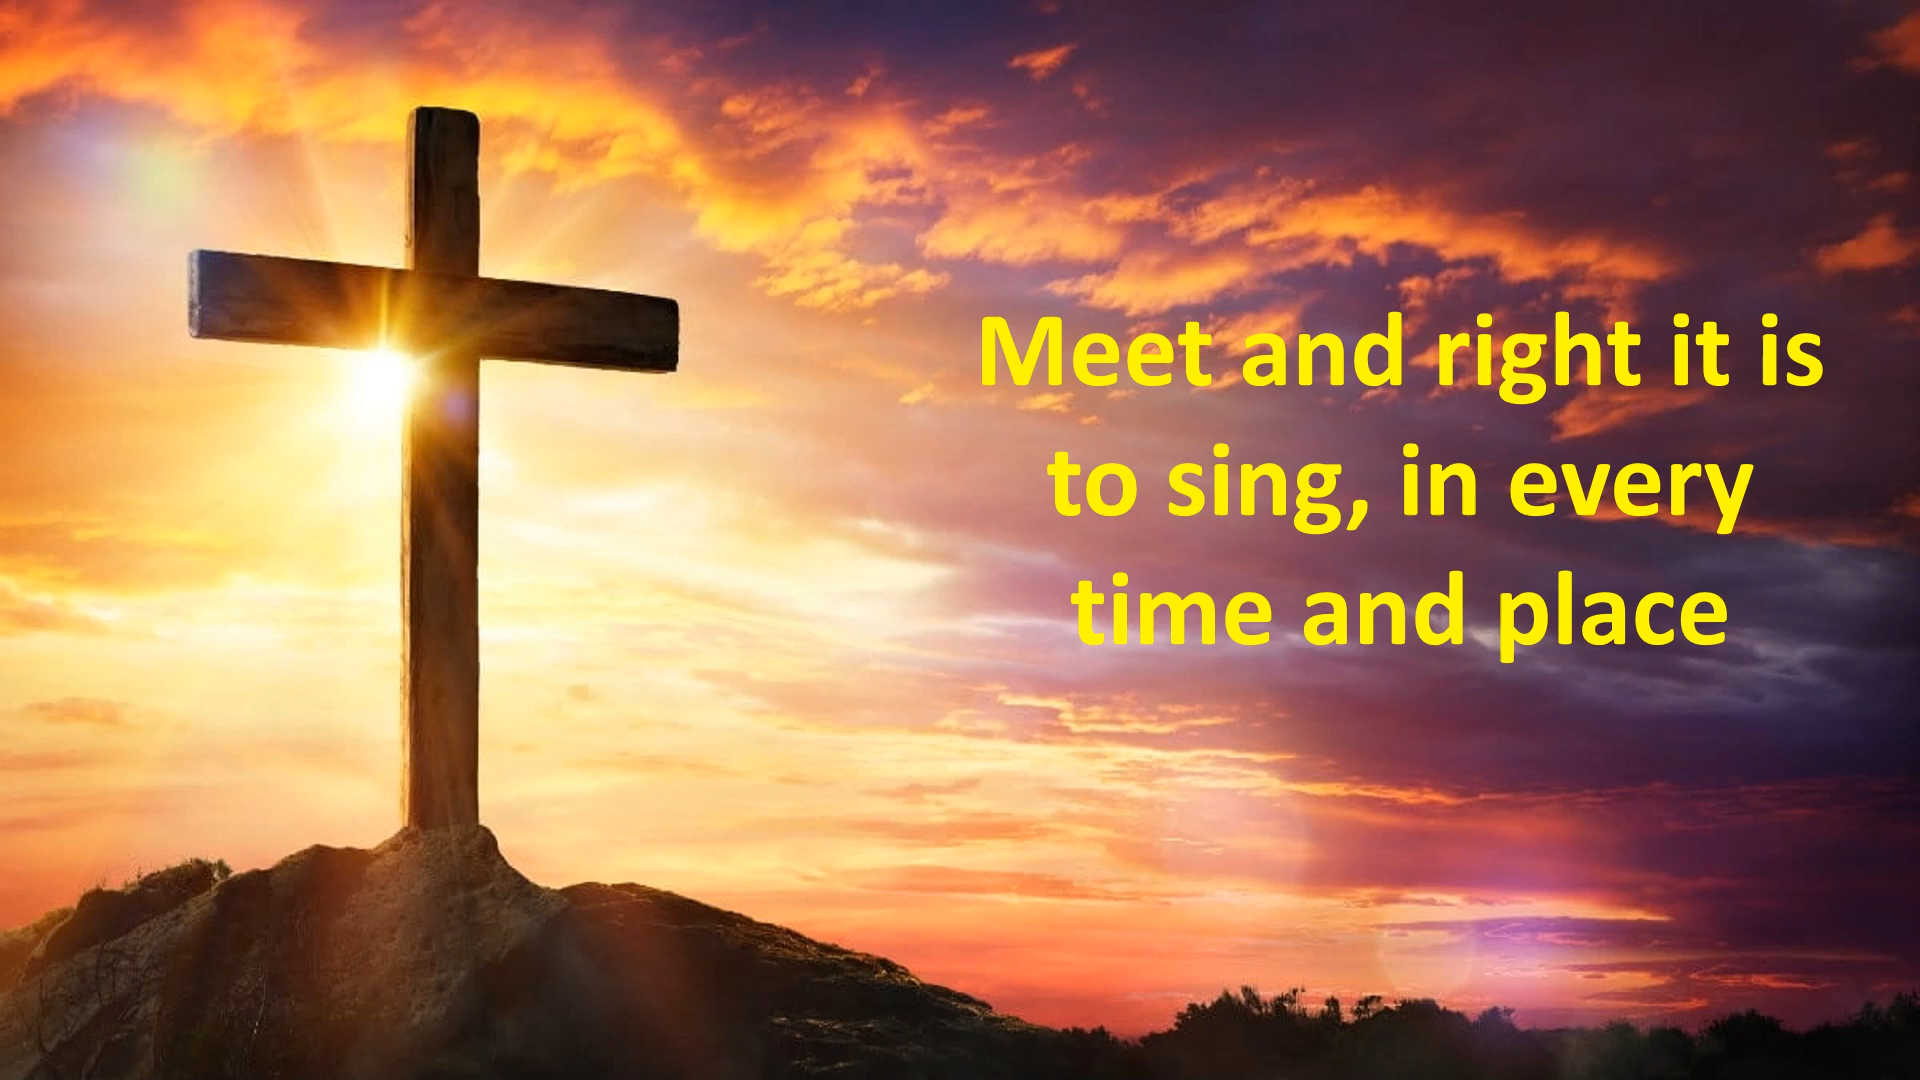 Meet and right it is
to sing, in every
time and place